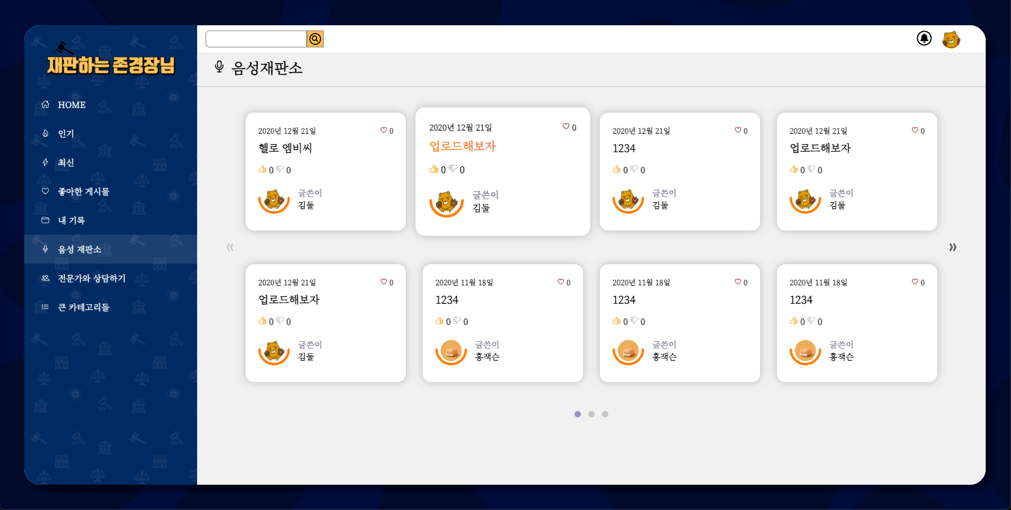 재판하는 존경장님
HOME
인기
최신
좋아한 게시물
내 기록
음성 재판소
전문가와 상담하기
큰 카테고리들
음성재판소
2020년 12월 21일 0
헬로 엠비씨
0 0
글쓴이
김돌
2020년 12월 21일 0
업로드해보자
0 0
글쓴이
김돌
2020년 12월 21일 0
1234
0 0
글쓴이
김돌
2020년 12월 21일 0
업로드해보자
0 0
글쓴이
김돌
2020년 12월 21일 0
업로드해보자
0 0
글쓴이
김돌
2020년 11월 18일 0
1234
0 0
글쓴이
홍잭슨
2020년 11월 18일 0
1234
0 0
글쓴이
홍잭슨
2020년 11월 18일 0
1234
0 0
글쓴이
홍잭슨